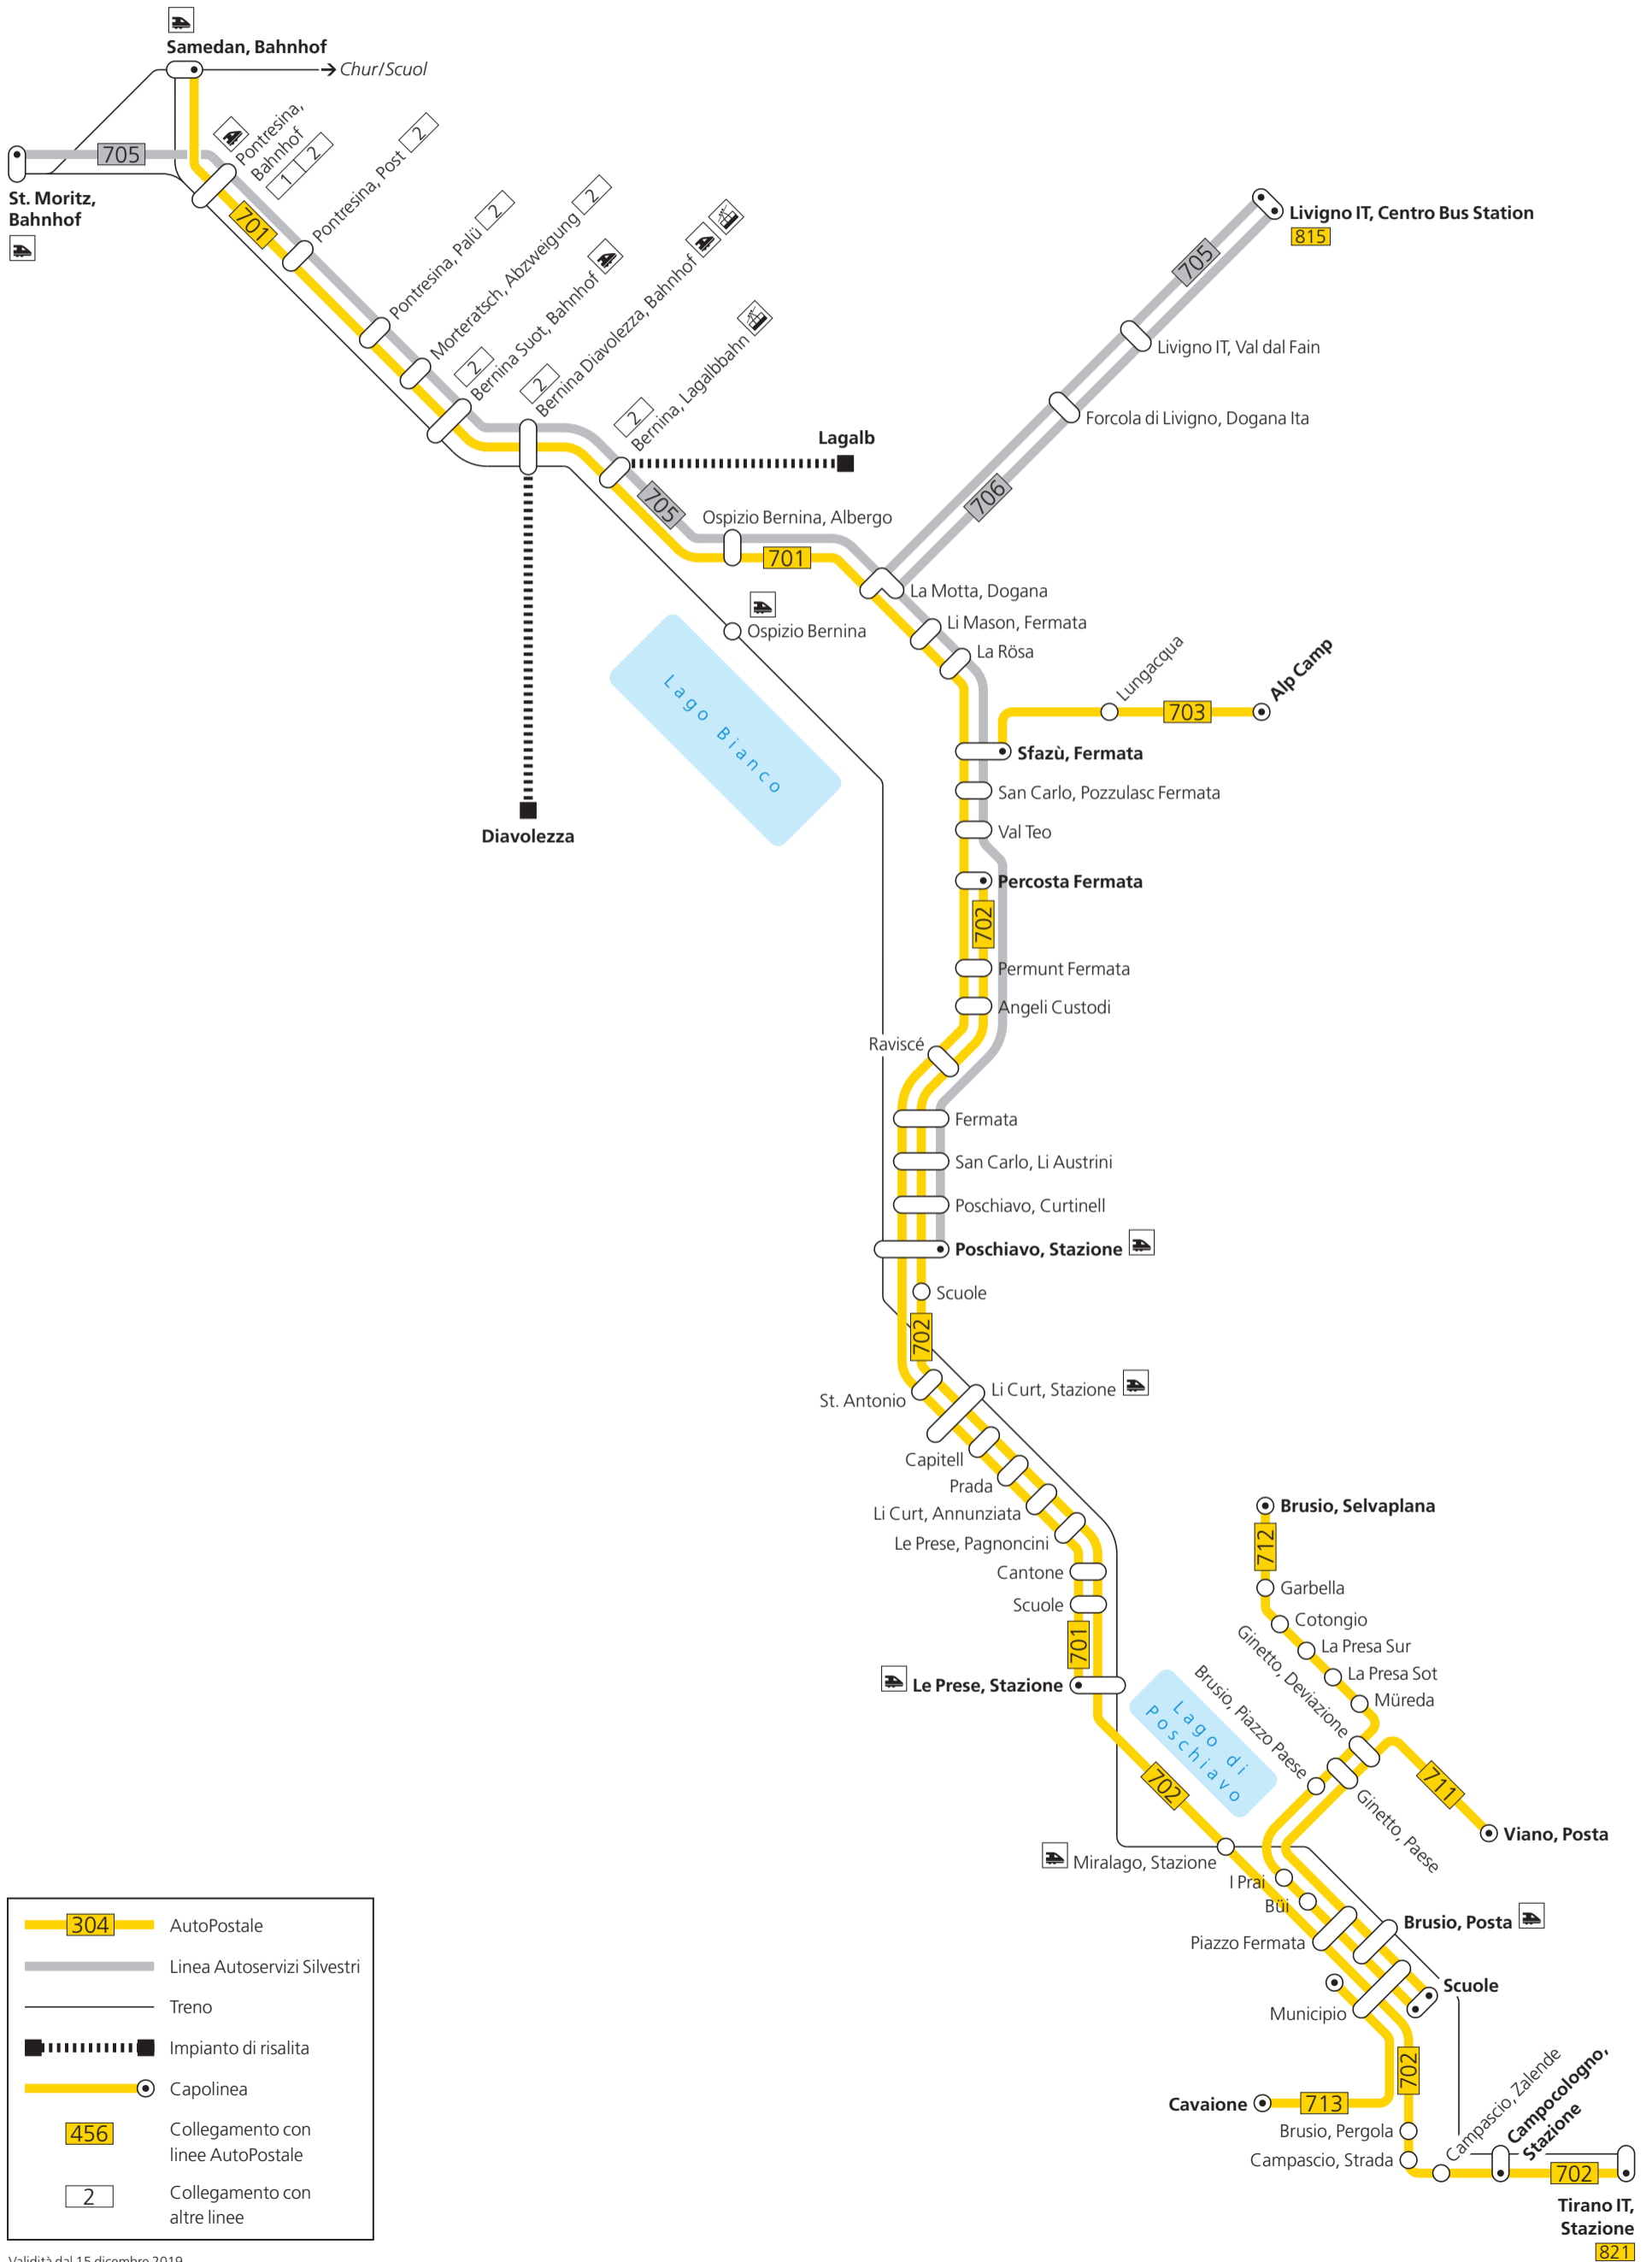 Samedan, Bahnhof
Chur/Scuol
705
St. Moritz,
Bahnhof
Pontresina,
Bahnhof
1
2
701
Pontresina, Post
2
Pontresina, Palü
2
Morteratsch, Abzweigung
2
Bernina Suot, Bahnhof
2
Bernina Diavolezza, Bahnhof
2
Bernina, Lagalbbahn
2
Lagalb
Diavolezza
705
Ospizio Bernina, Albergo
701
Livigno IT, Centro Bus Station
815
705
Livigno IT, Val dal Fain
Forcola di Livigno, Dogana Ita
706
La Motta, Dogana
Ospizio Bernina
Li Mason, Fermata
La Rösa
Lago Bianco
Lungacqua
703
Alp Camp
Sfazù, Fermata
San Carlo, Pozzulasc Fermata
Val Teo
Percosta Fermata
702
Permunt Fermata
Angeli Custodi
Raviscé
Fermata
San Carlo, Li Austrini
Poschiavo, Curtinell
Poschiavo, Stazione
Scuole
702
Li Curt, Stazione
St. Antonio
Capitell
Prada
Li Curt, Annunziata
Le Prese, Pagnoncini
Cantone
Scuole
701
Le Prese, Stazione
Lago di
Poschiavo
702
Miralago, Stazione
Brusio, Selvaplana
712
Garbella
Cotongio
La Presa Sur
La Presa Sot
Müreda
Ginetto, Deviazione
Brusio, Piazzo Paese
Ginetto, Paese
711
Viano, Posta
I Prai
Büi
Piazzo Fermata
Brusio, Posta
Scuole
Municipio
702
Cavaione
713
Brusio, Pergola
Campascio, Strada
Campascio, Zalende
Campocologno,
Stazione
702
Tirano IT,
Stazione
821
304
AutoPostale
Linea Autoservizi Silvestri
Treno
Impianto di risalita
Capolinea
456
Collegamento con
linee AutoPostale
2
Collegamento con
altre linee
Validità dal 15 dicembre 2019